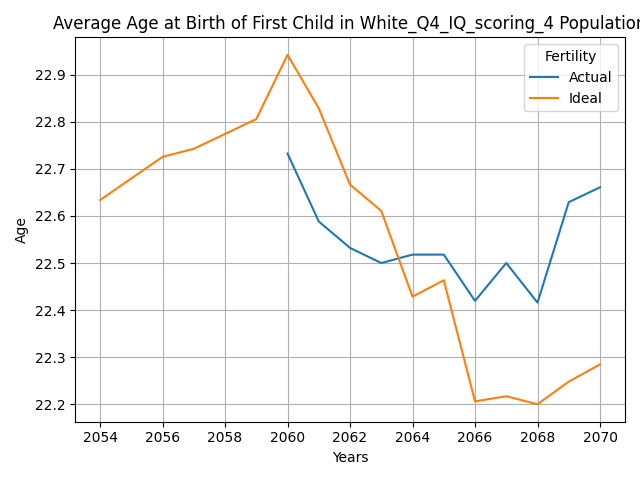 Average Age at Birth of First Child in White_Q4_IQ_scoring_4 Population
Fertility
Actual
Ideal
22.9
22.8
22.7
22.6
22.5
22.4
22.3
22.2
Age
2054 2056 2058 2060 2062 2064 2066 2068 2070
Years